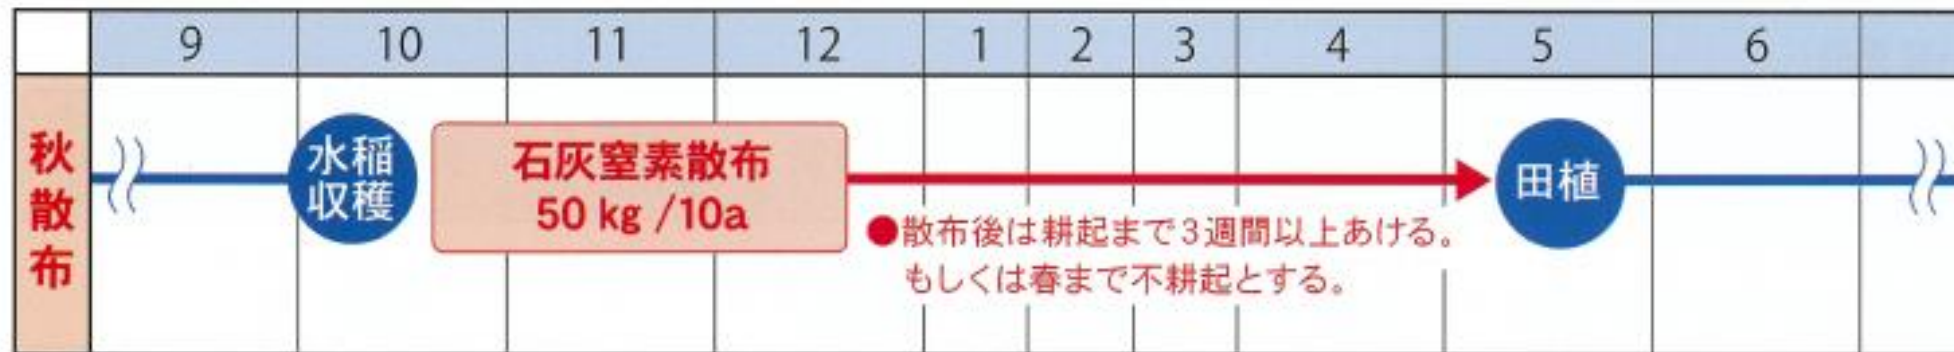 9 10 11 12 1 2 3 4 5 6
秋散布
水稲
収穫
石灰窒素散布
50 kg /10a
田植
●散布後は耕起まで3週間以上あける。
もしくは春まで不耕起とする。